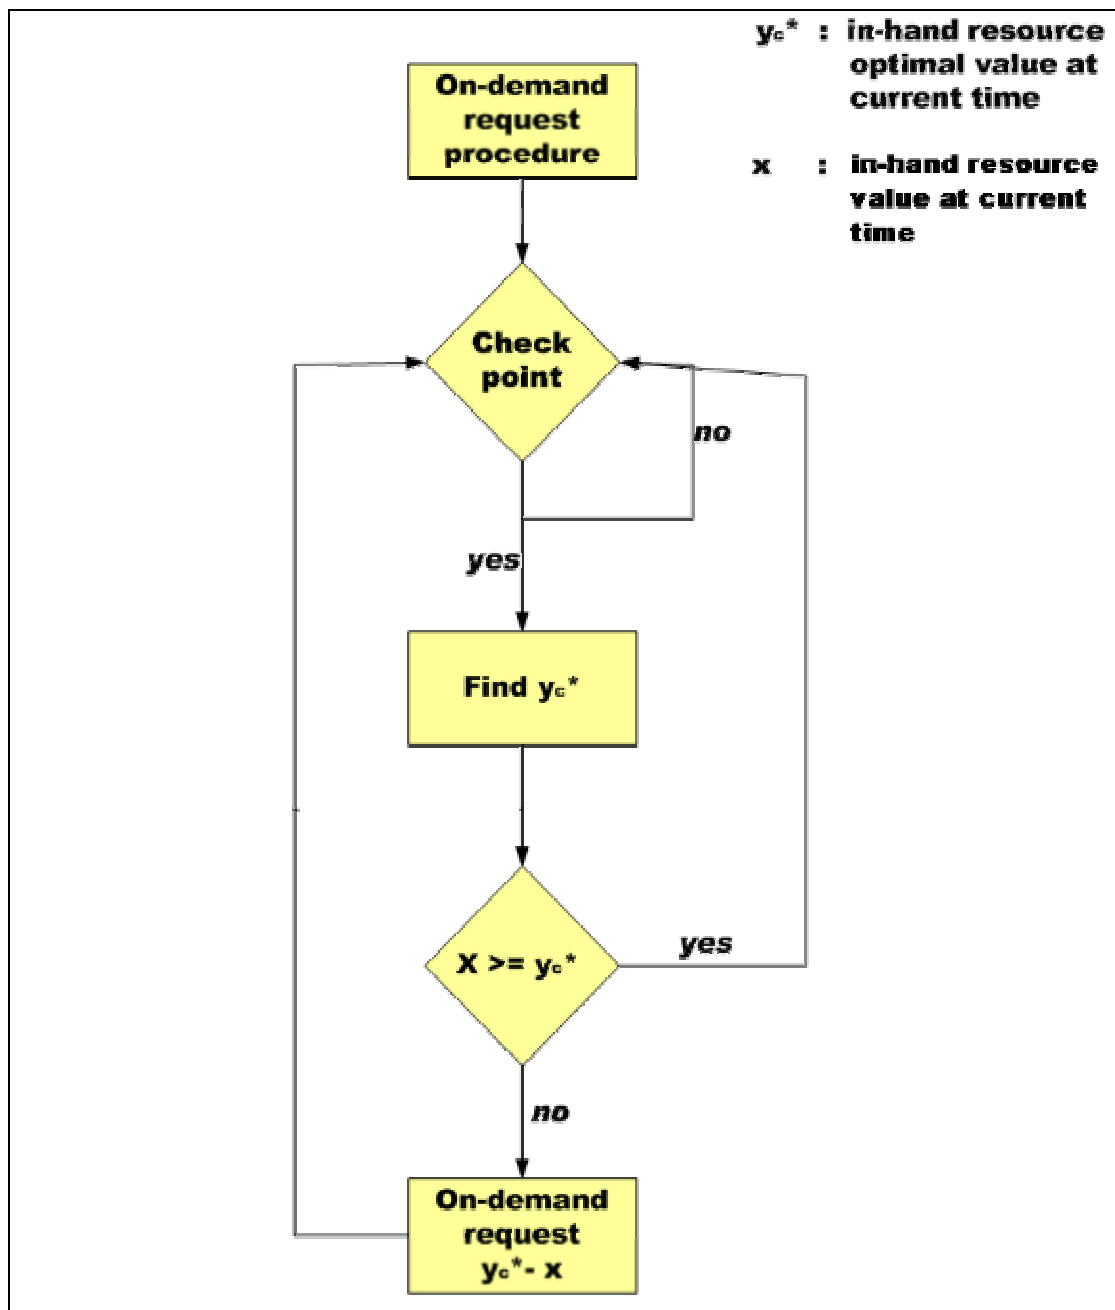 yc* : in-hand resource
optimal value at
current time
x : in-hand resource
value at current
time
On-demand
request
procedure
Check
point
no
yes
Find yc*
X >= yc*
yes
no
On-demand
request
yc*- x